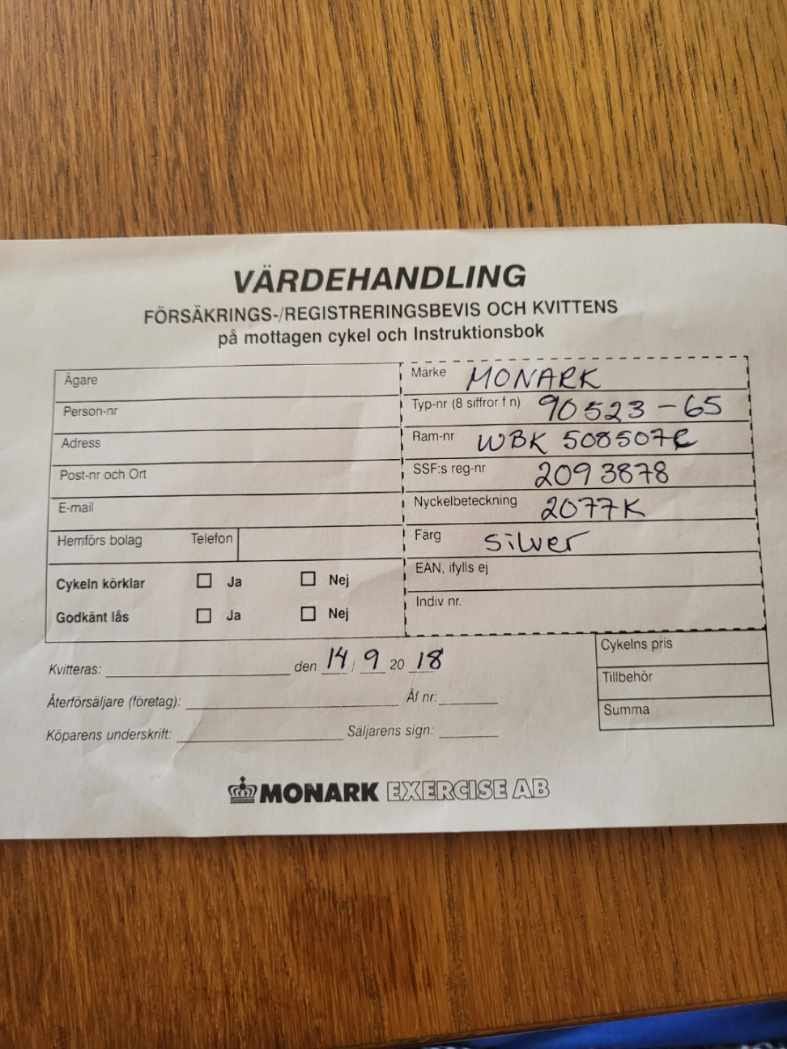 VÄRDEHANDLING
FÖRSÄKRINGS-/REGISTRERINGSBEVIS OCH KVITTENS
på mottagen cykel och Instruktionsbok
Ägare
Person-nr
Adress
Post-nr och Ort
E-mail
Hemförs bolag Telefon
Cykeln körklar Ja Nej
Godkänt lås Ja Nej
Märke MONARK
Typ-nr (8 siffror f n) 90523-65
Ram-nr WBK 508507C
SSF:s reg-nr 2093878
Nyckelbeteckning 2077K
Färg Silver
EAN, ifylls ej
Indiv nr.
Kvitteras: den 14 / 9 20 18
Återförsäljare (företag): Åf nr:
Köparens underskrift: Säljarens sign.:
Cykelns pris
Tillbehör
Summa
MONARK EXERCISE AB